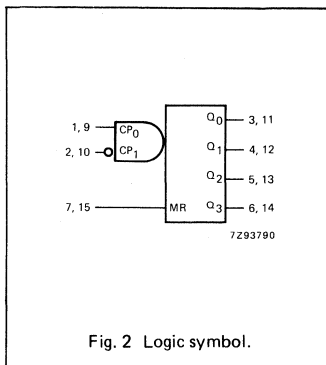 1, 9 CP0 Q0 3, 11
2, 10 CP1 Q1 4, 12
Q2 5, 13
7, 15 MR Q3 6, 14
7Z93790
Fig. 2 Logic symbol.